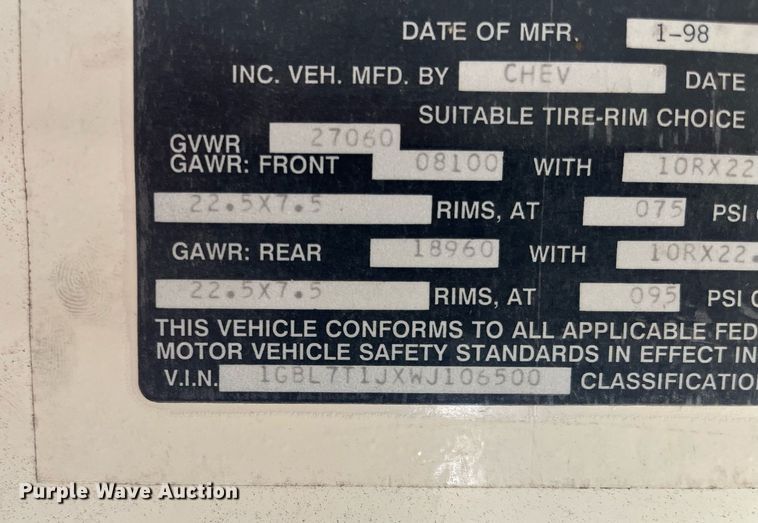 DATE OF MFR. 1-98
INC. VEH. MFD. BY CHEV DATE
SUITABLE TIRE-RIM CHOICE
GVWR 27060
GAWR: FRONT 08100 WITH 10RX22
22.5X7.5 RIMS, AT 075 PSI
GAWR: REAR 18960 WITH 10RX22.
22.5X7.5 RIMS, AT 095 PSI
THIS VEHICLE CONFORMS TO ALL APPLICABLE FED
MOTOR VEHICLE SAFETY STANDARDS IN EFFECT IN
V.I.N. 1GBL7T1JXWJ106500 CLASSIFICATIO
Purple Wave Auction